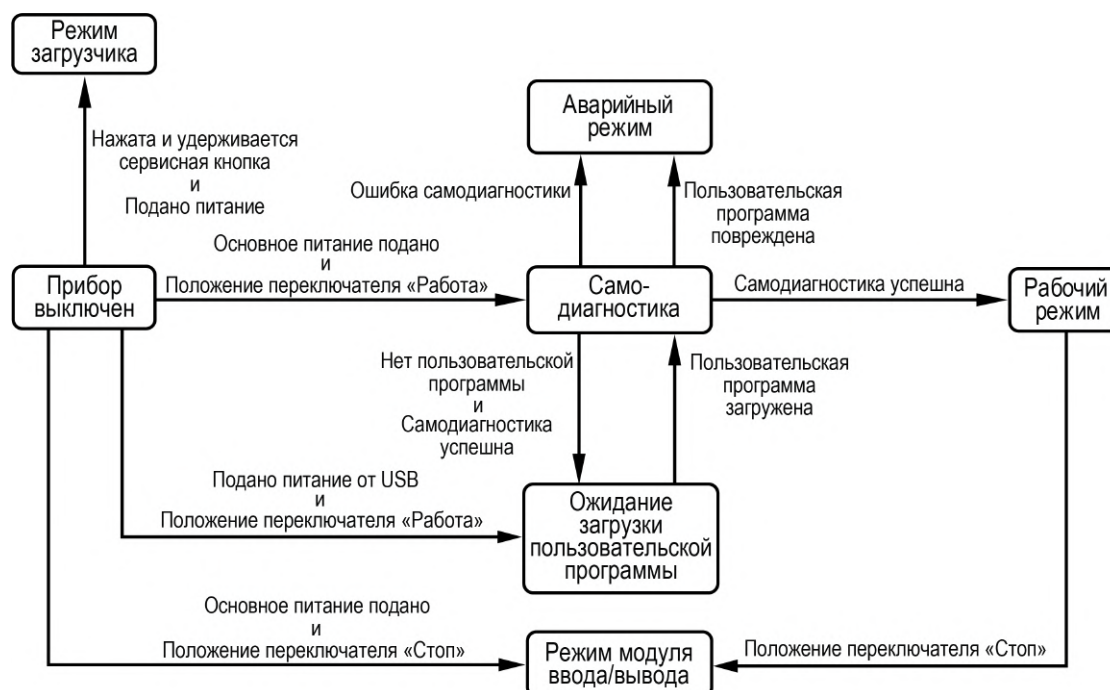 Режим
загрузчика
Нажата и удерживается
сервисная кнопка
и
Подано питание
Аварийный
режим
Ошибка самодиагностики
Пользовательская
программа
повреждена
Основное питание подано
и
Положение переключателя «Работа»
Прибор
выключен
Само-
диагностика
Самодиагностика успешна
Рабочий
режим
Нет пользовательской
программы
и
Самодиагностика
успешна
Пользовательская
программа
загружена
Подано питание от USB
и
Положение переключателя «Работа»
Ожидание
загрузки
пользовательской
программы
Основное питание подано
и
Положение переключателя «Стоп»
Режим модуля
ввода/вывода
Положение переключателя «Стоп»